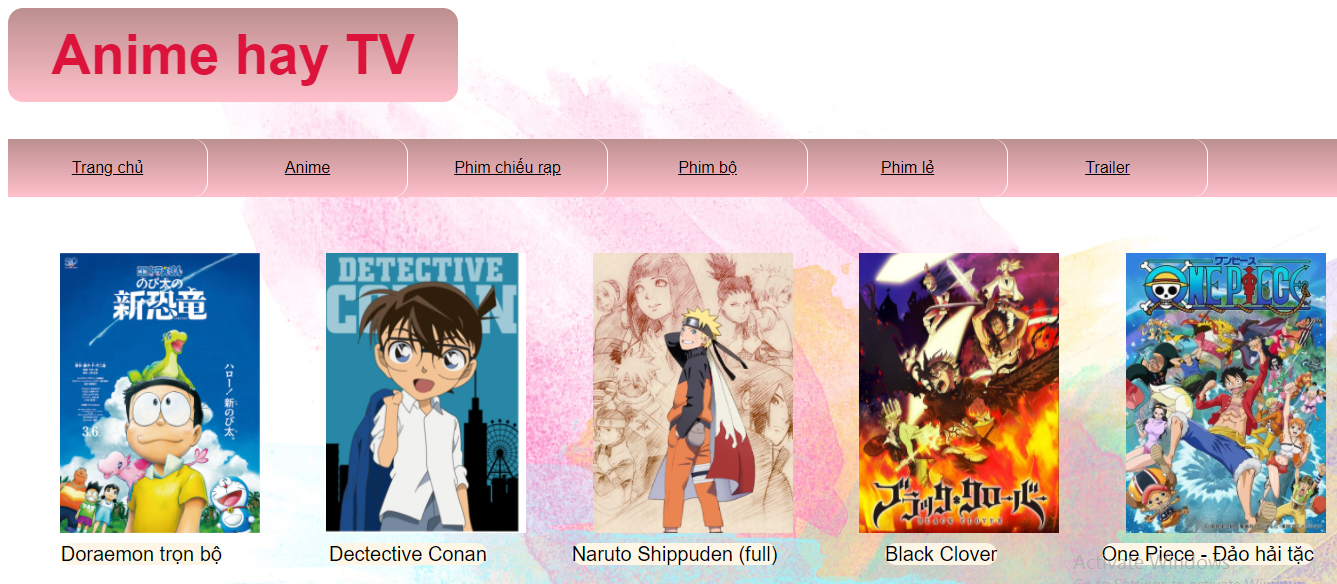 Anime hay TV
Trang chủ
Anime
Phim chiếu rạp
Phim bộ
Phim lẻ
Trailer
のび太の
新恐竜
ハロー！新のび太。
3.6
DETECTIVE
CONAN
ブラッククローバー
BLACK CLOVER
ワンピース
ONE PIECE
Doraemon trọn bộ
Dectective Conan
Naruto Shippuden (full)
Black Clover
One Piece - Đảo hải tặc
Activate Windows